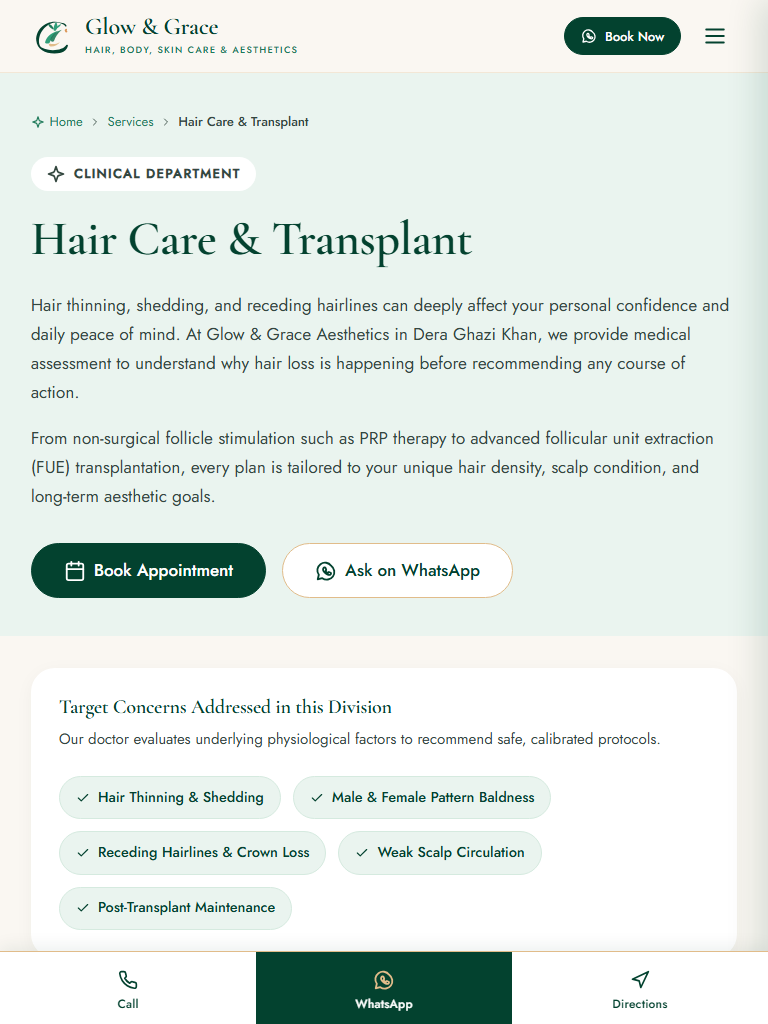 Glow & Grace
HAIR, BODY, SKIN CARE & AESTHETICS
Book Now
Home
Services
Hair Care & Transplant
CLINICAL DEPARTMENT
Hair Care & Transplant
Hair thinning, shedding, and receding hairlines can deeply affect your personal confidence and
daily peace of mind. At Glow & Grace Aesthetics in Dera Ghazi Khan, we provide medical
assessment to understand why hair loss is happening before recommending any course of
action.
From non-surgical follicle stimulation such as PRP therapy to advanced follicular unit extraction
(FUE) transplantation, every plan is tailored to your unique hair density, scalp condition, and
long-term aesthetic goals.
Book Appointment
Ask on WhatsApp
Target Concerns Addressed in this Division
Our doctor evaluates underlying physiological factors to recommend safe, calibrated protocols.
Hair Thinning & Shedding
Male & Female Pattern Baldness
Receding Hairlines & Crown Loss
Weak Scalp Circulation
Post-Transplant Maintenance
Call
WhatsApp
Directions